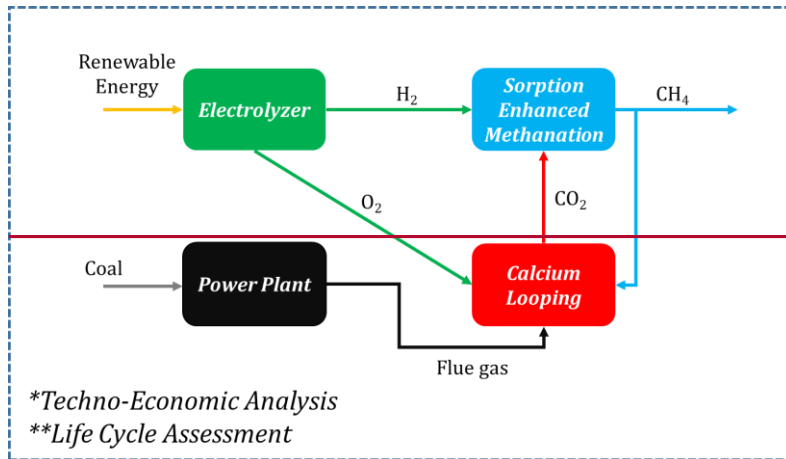 Renewable
Energy
Electrolyzer
H₂
Sorption
Enhanced
Methanation
CH₄
O₂
CO₂
Coal
Power Plant
Calcium
Looping
Flue gas
*Techno-Economic Analysis
**Life Cycle Assessment